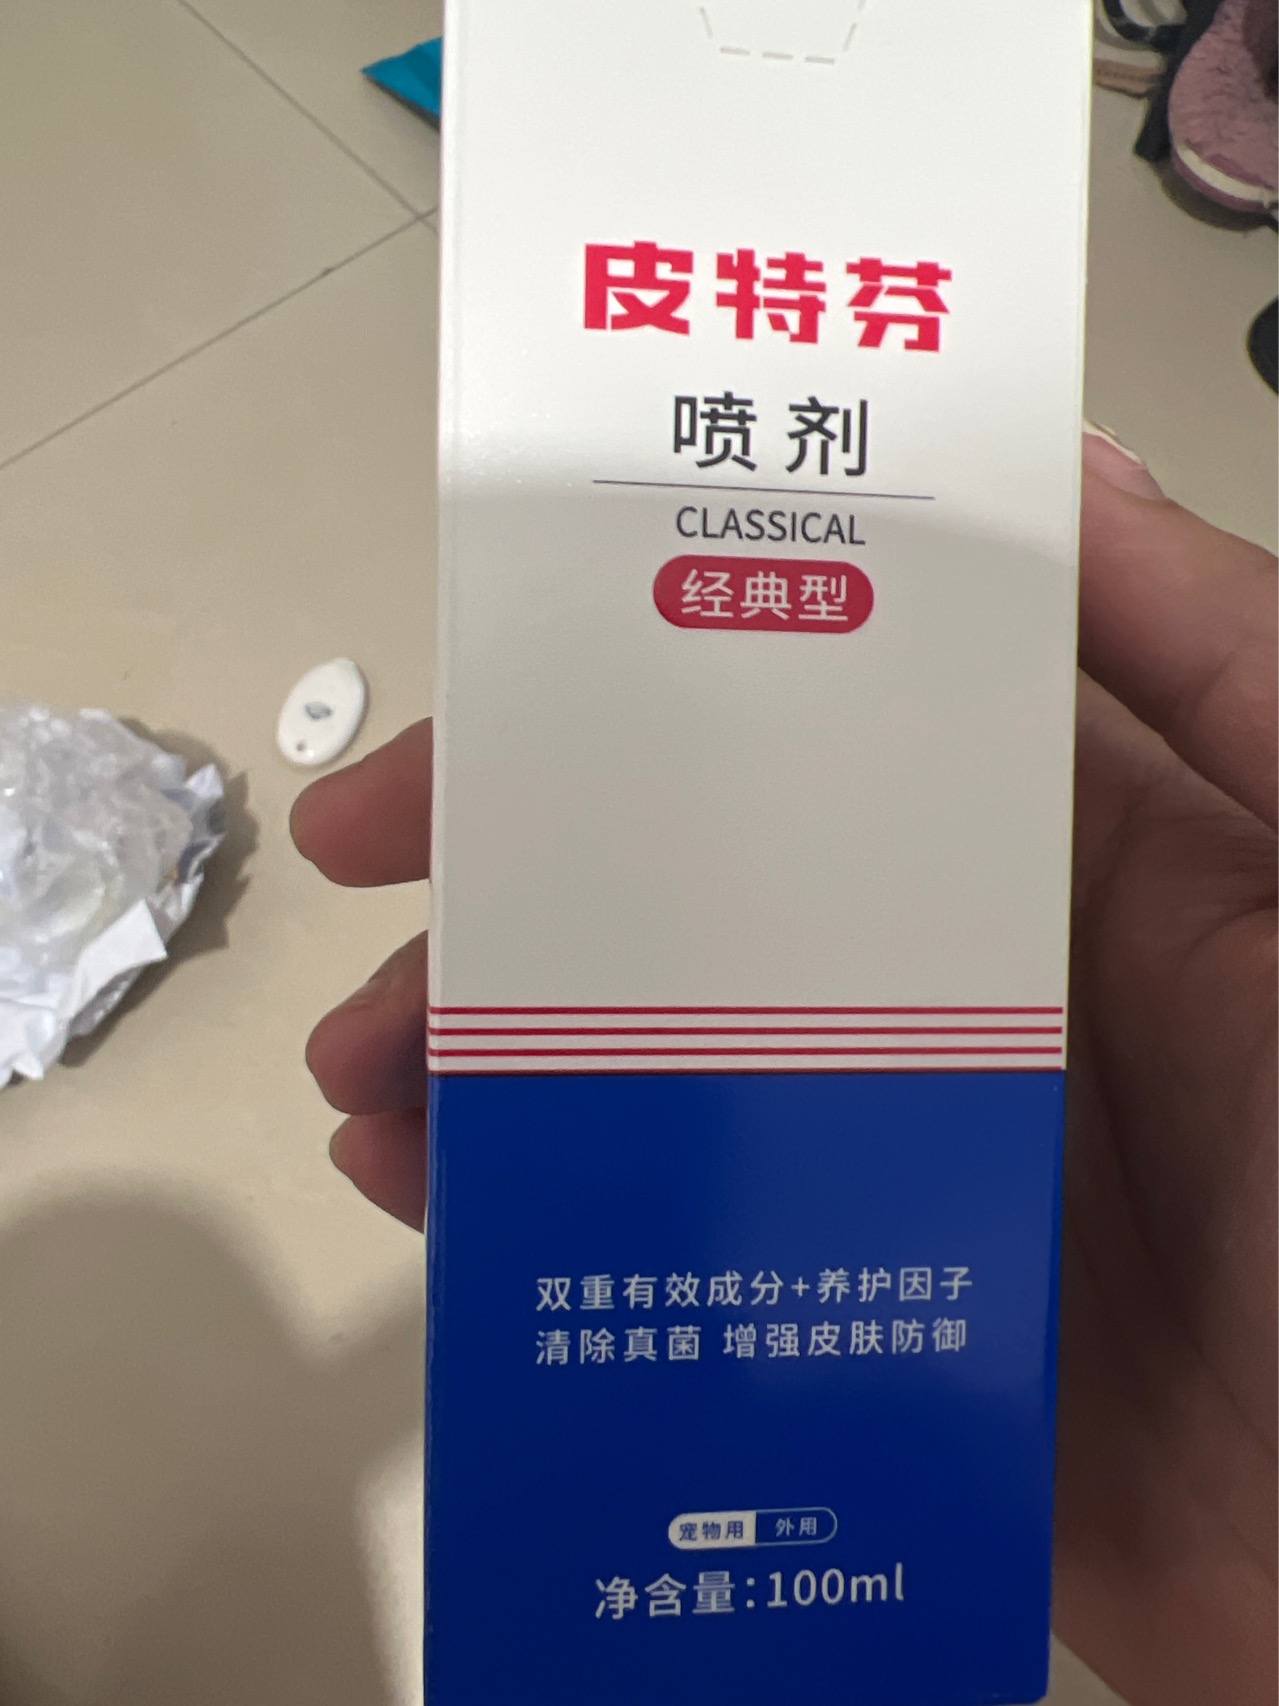 皮特芬
喷剂
CLASSICAL
经典型
双重有效成分+养护因子
清除真菌 增强皮肤防御
宠物用 外用
净含量：100ml